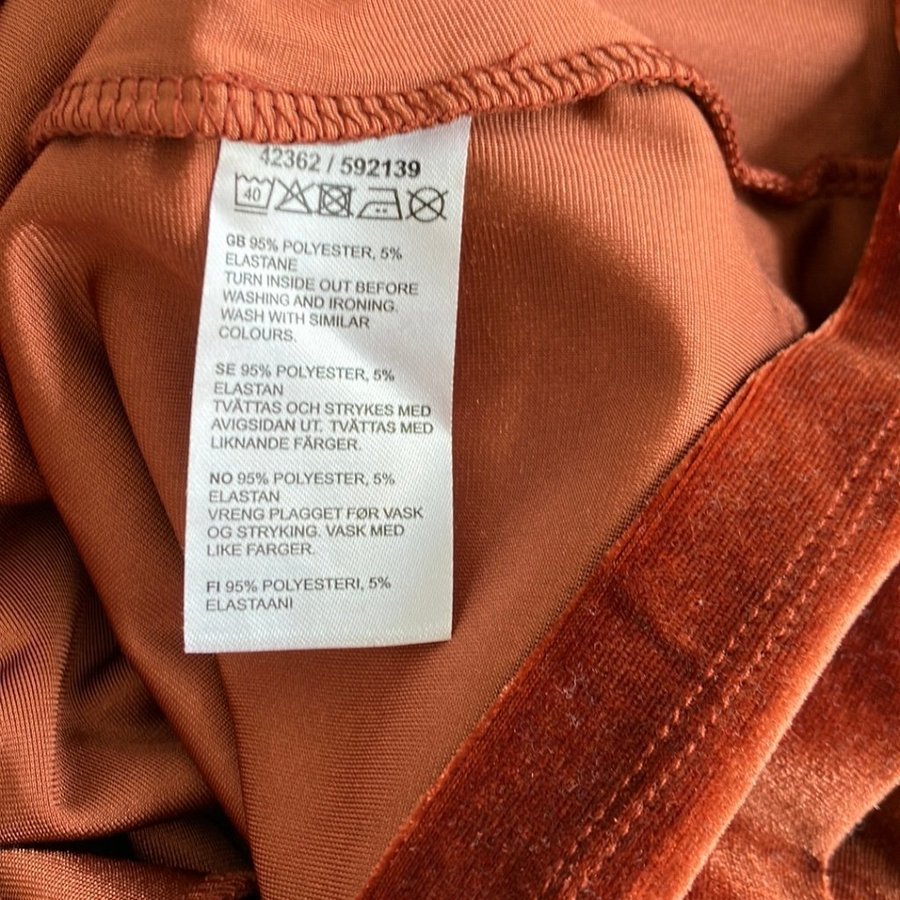 42362 / 592139
40
GB 95% POLYESTER, 5%
ELASTANE
TURN INSIDE OUT BEFORE
WASHING AND IRONING.
WASH WITH SIMILAR
COLOURS.
SE 95% POLYESTER, 5%
ELASTAN
TVÄTTAS OCH STRYKES MED
AVIGSIDAN UT. TVÄTTAS MED
LIKNANDE FÄRGER.
NO 95% POLYESTER, 5%
ELASTAN
VRENG PLAGGET FØR VASK
OG STRYKING. VASK MED
LIKE FARGER.
FI 95% POLYESTERI, 5%
ELASTAANI